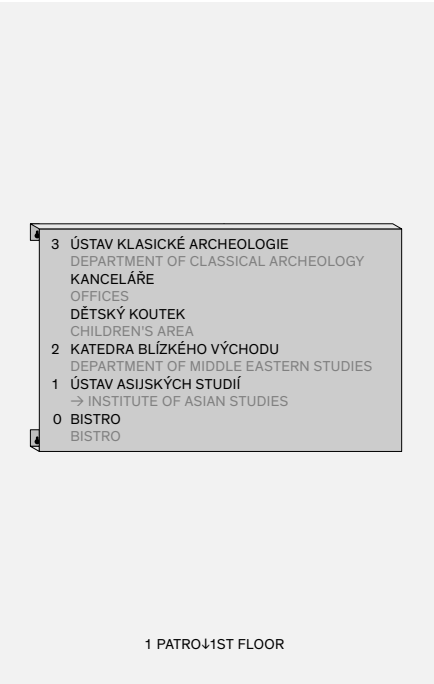 3 ÚSTAV KLASICKÉ ARCHEOLOGIE
DEPARTMENT OF CLASSICAL ARCHEOLOGY
KANCELÁŘE
OFFICES
DĚTSKÝ KOUTEK
CHILDREN'S AREA
2 KATEDRA BLÍZKÉHO VÝCHODU
DEPARTMENT OF MIDDLE EASTERN STUDIES
1 ÚSTAV ASIJSKÝCH STUDIÍ
→ INSTITUTE OF ASIAN STUDIES
0 BISTRO
BISTRO
1 PATRO↓1ST FLOOR